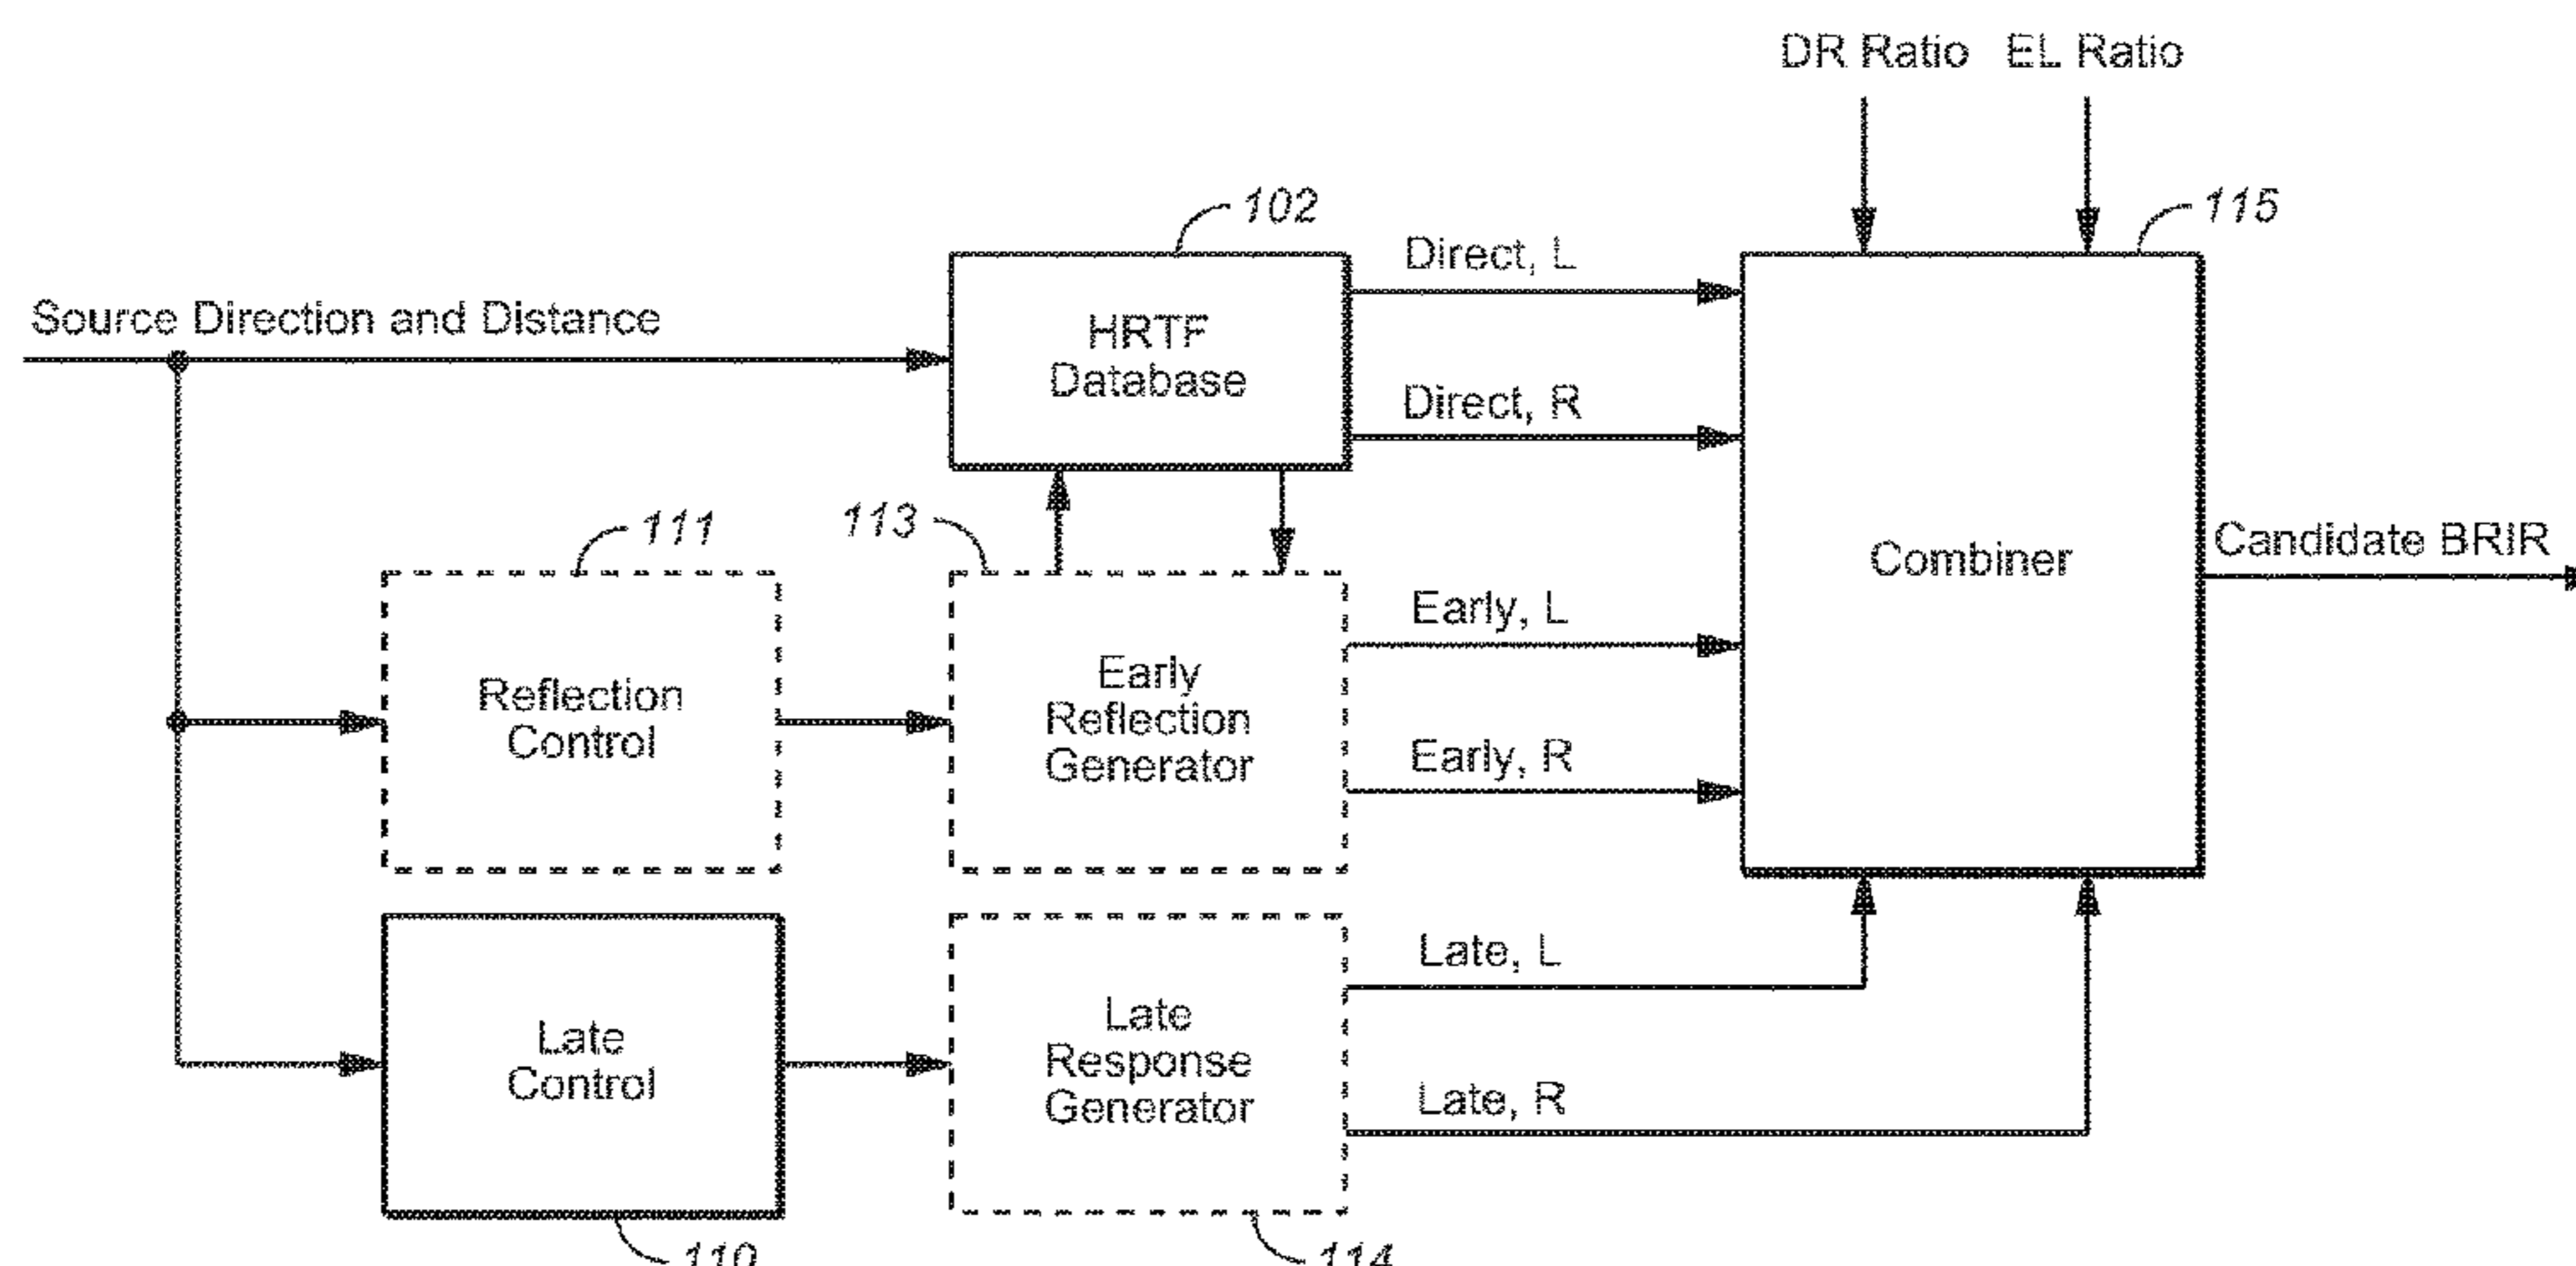 DR Ratio EL Ratio
102
115
Direct, L
Source Direction and Distance
HRTF
Database
Direct, R
111
113
Candidate BRIR
Combiner
Early, L
Reflection
Control
Early
Reflection
Generator
Early, R
Late, L
Late
Control
Late
Response
Generator
Late, R
110
114